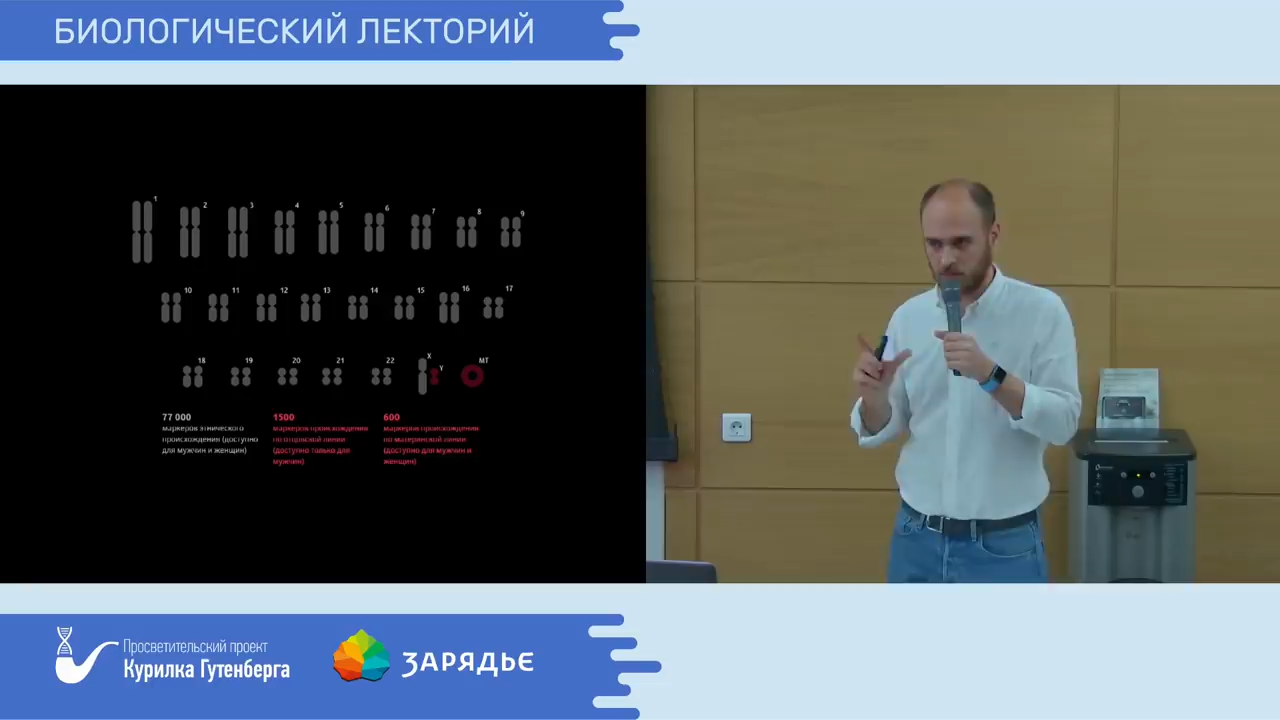 БИОЛОГИЧЕСКИЙ ЛЕКТОРИЙ
1 2 3 4 5 6 7 8 9
10 11 12 13 14 15 16 17
18 19 20 21 22 X Y МТ
77 000
маркеров этнического
происхождения (доступно
для мужчин и женщин)
1500
маркеров происхождения
по отцовской линии
(доступно только для
мужчин)
600
маркеров происхождения
по материнской линии
(доступно для мужчин и
женщин)
Просветительский проект
Курилка Гутенберга
ЗАРЯДЬЕ